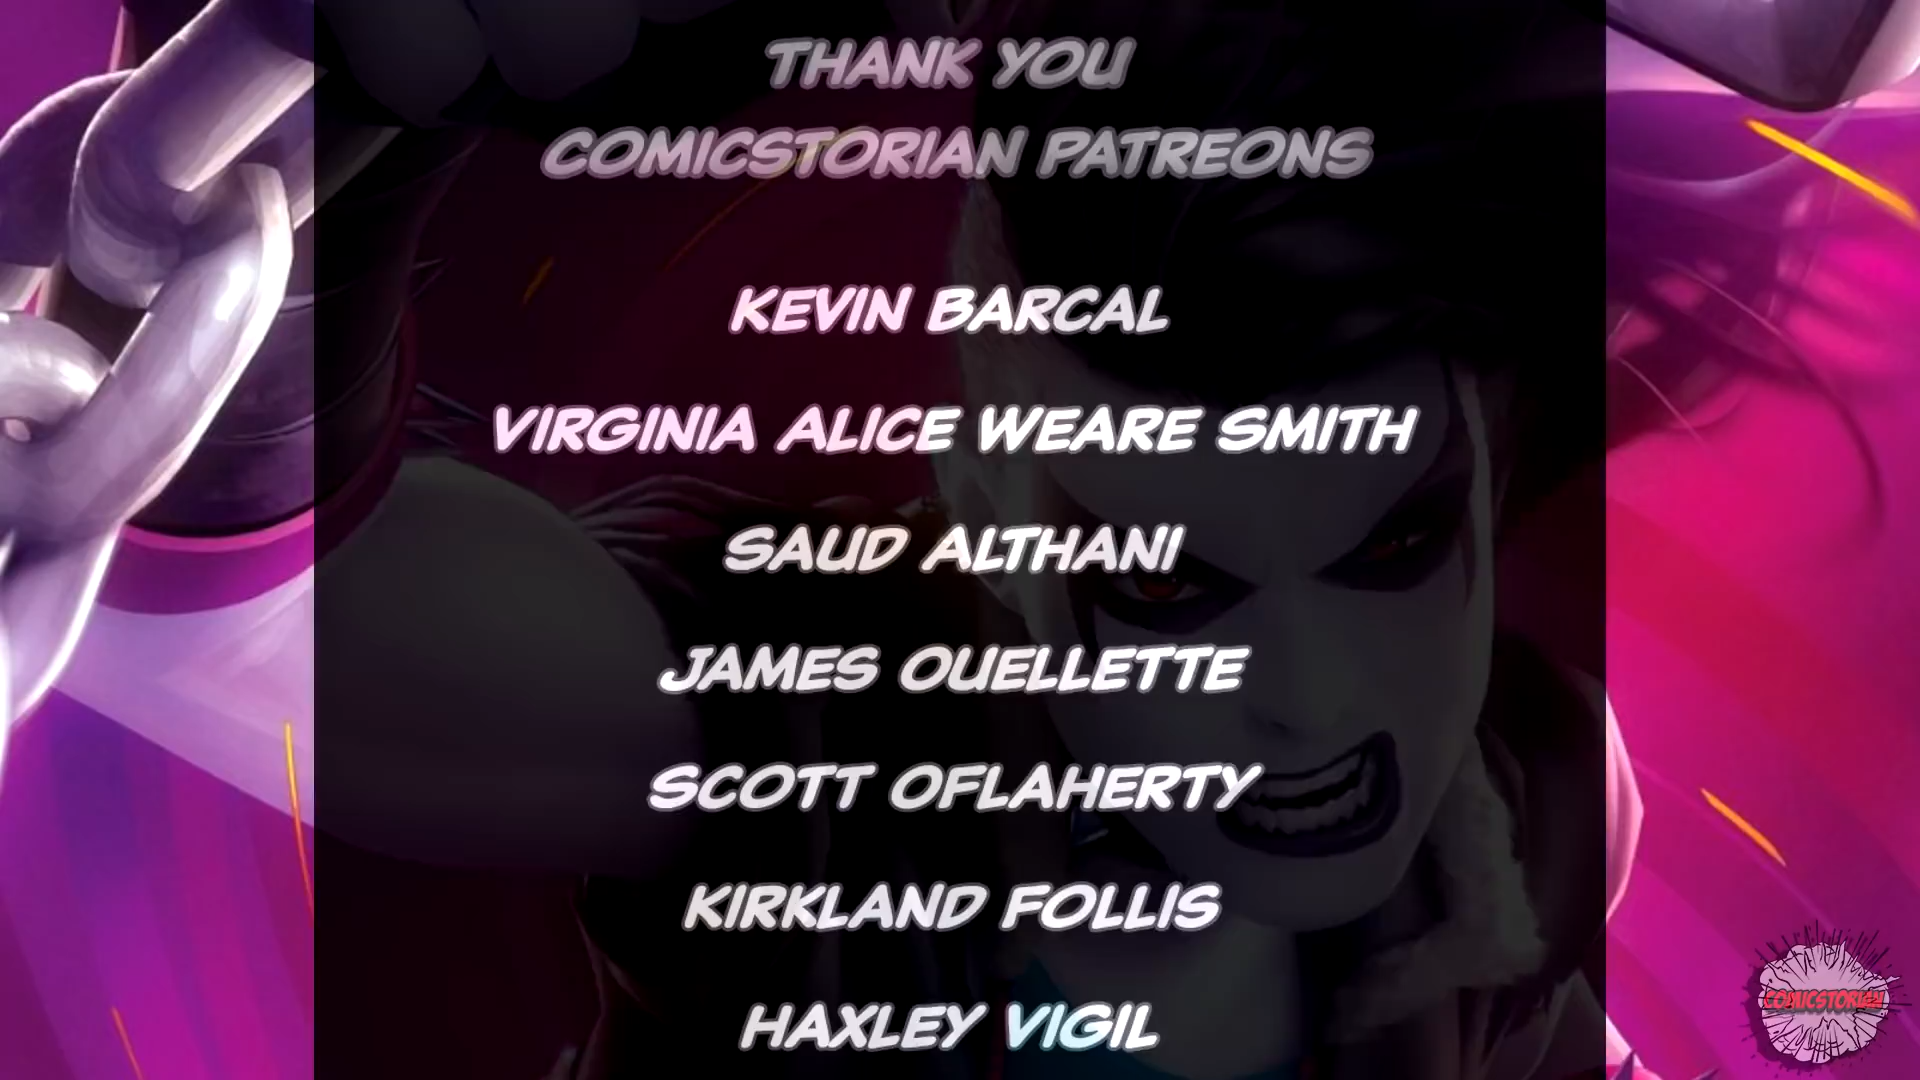 THANK YOU
COMICSTORIAN PATREONS
KEVIN BARCAL
VIRGINIA ALICE WEARE SMITH
SAUD ALTHANI
JAMES OUELLETTE
SCOTT OFLAHERTY
KIRKLAND FOLLIS
HAXLEY VIGIL
COMICSTORIAN